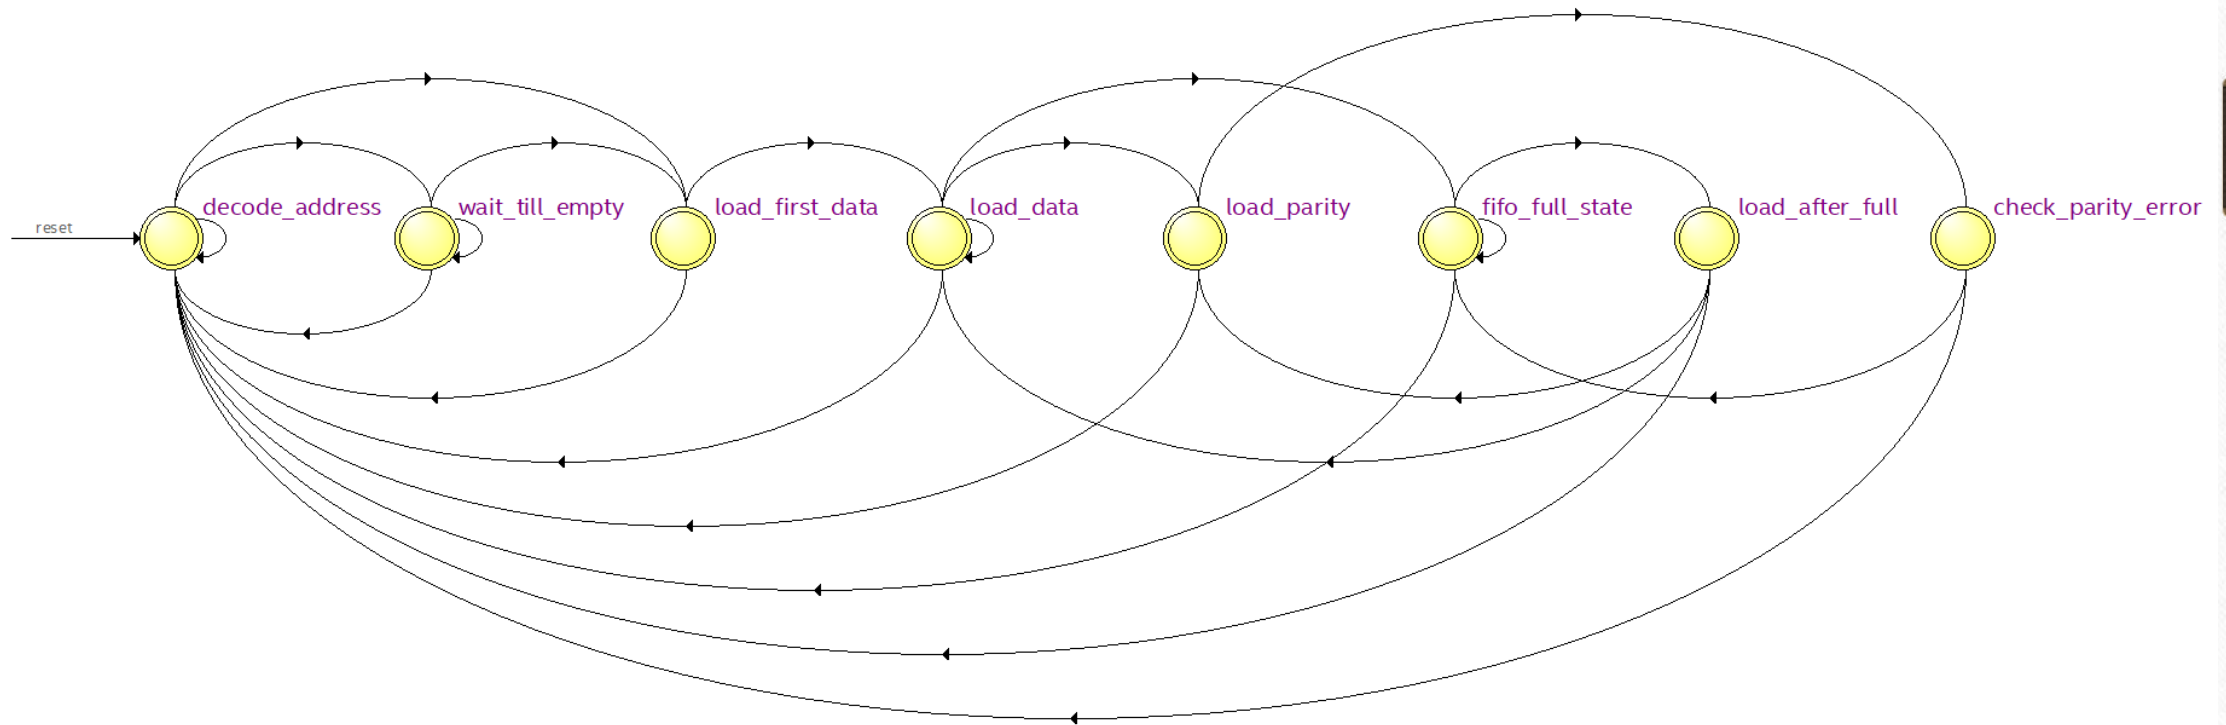 decode_address
wait_till_empty
load_first_data
load_data
load_parity
fifo_full_state
load_after_full
check_parity_error
reset